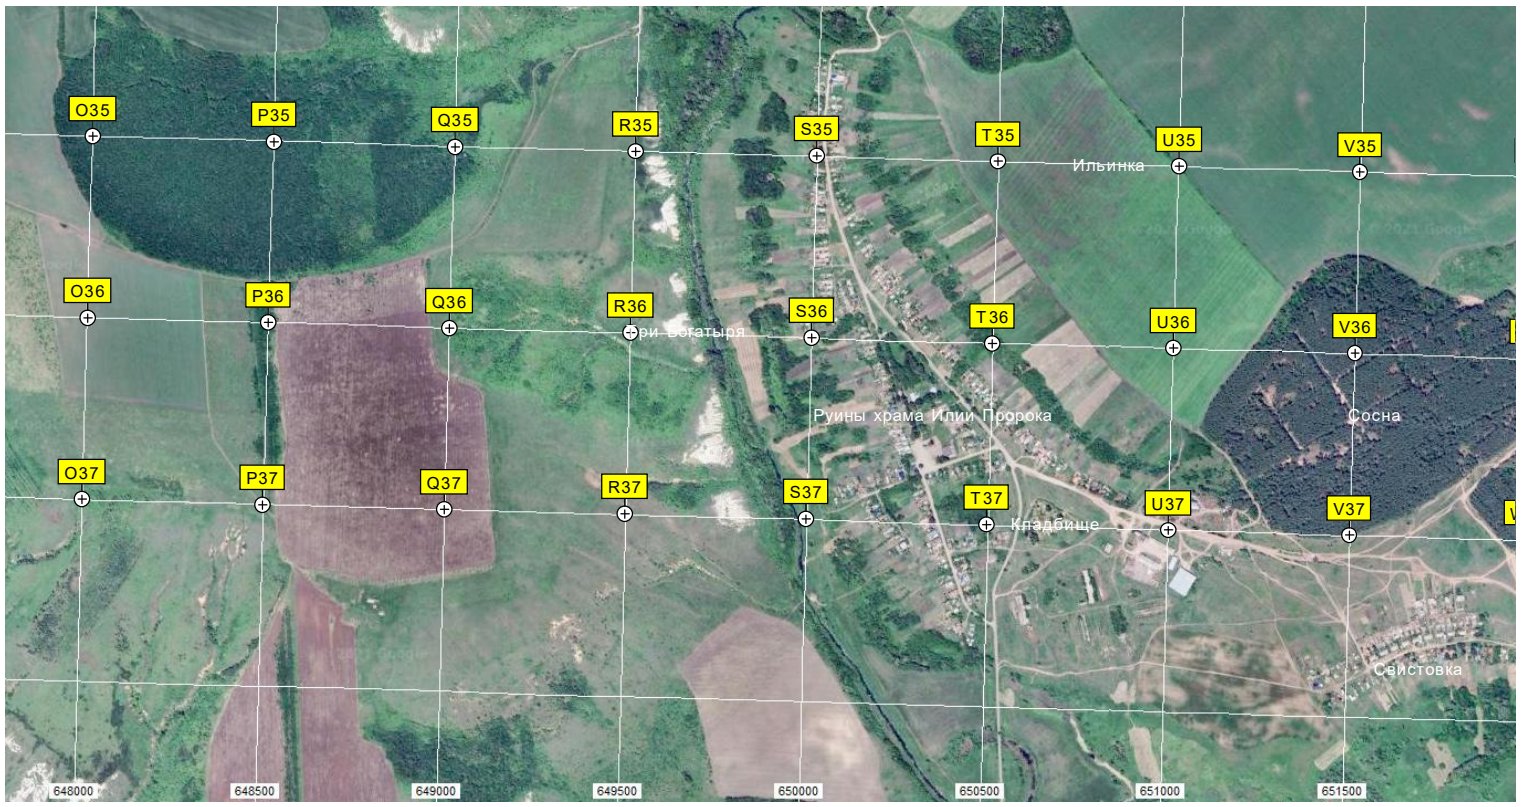 O35 P35 Q35 R35 S35 T35 U35 V35
Ильинка
O36 P36 Q36 R36 S36 T36 U36 V36
Богатыря
Руины храма Илии Пророка
Сосна
O37 P37 Q37 R37 S37 T37 U37 V37
Кладбище
Свистовка
648000 648500 649000 649500 650000 650500 651000 651500